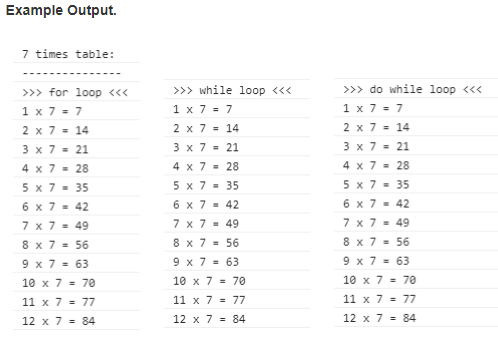 Example Output.
7 times table:
---------------
>>> for loop <<<
1 x 7 = 7
2 x 7 = 14
3 x 7 = 21
4 x 7 = 28
5 x 7 = 35
6 x 7 = 42
7 x 7 = 49
8 x 7 = 56
9 x 7 = 63
10 x 7 = 70
11 x 7 = 77
12 x 7 = 84
>>> while loop <<<
1 x 7 = 7
2 x 7 = 14
3 x 7 = 21
4 x 7 = 28
5 x 7 = 35
6 x 7 = 42
7 x 7 = 49
8 x 7 = 56
9 x 7 = 63
10 x 7 = 70
11 x 7 = 77
12 x 7 = 84
>>> do while loop <<<
1 x 7 = 7
2 x 7 = 14
3 x 7 = 21
4 x 7 = 28
5 x 7 = 35
6 x 7 = 42
7 x 7 = 49
8 x 7 = 56
9 x 7 = 63
10 x 7 = 70
11 x 7 = 77
12 x 7 = 84